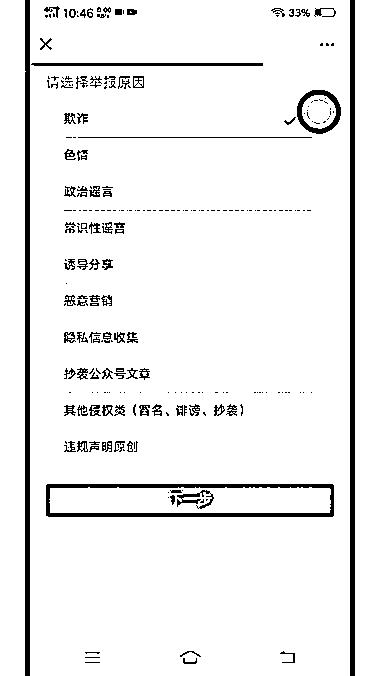 10:46 33%
请选择举报原因
欺诈
色情
政治谣言
常识性谣言
诱导分享
恶意营销
隐私信息收集
抄袭公众号文章
其他侵权类（冒名、诽谤、抄袭）
违规声明原创
下一步